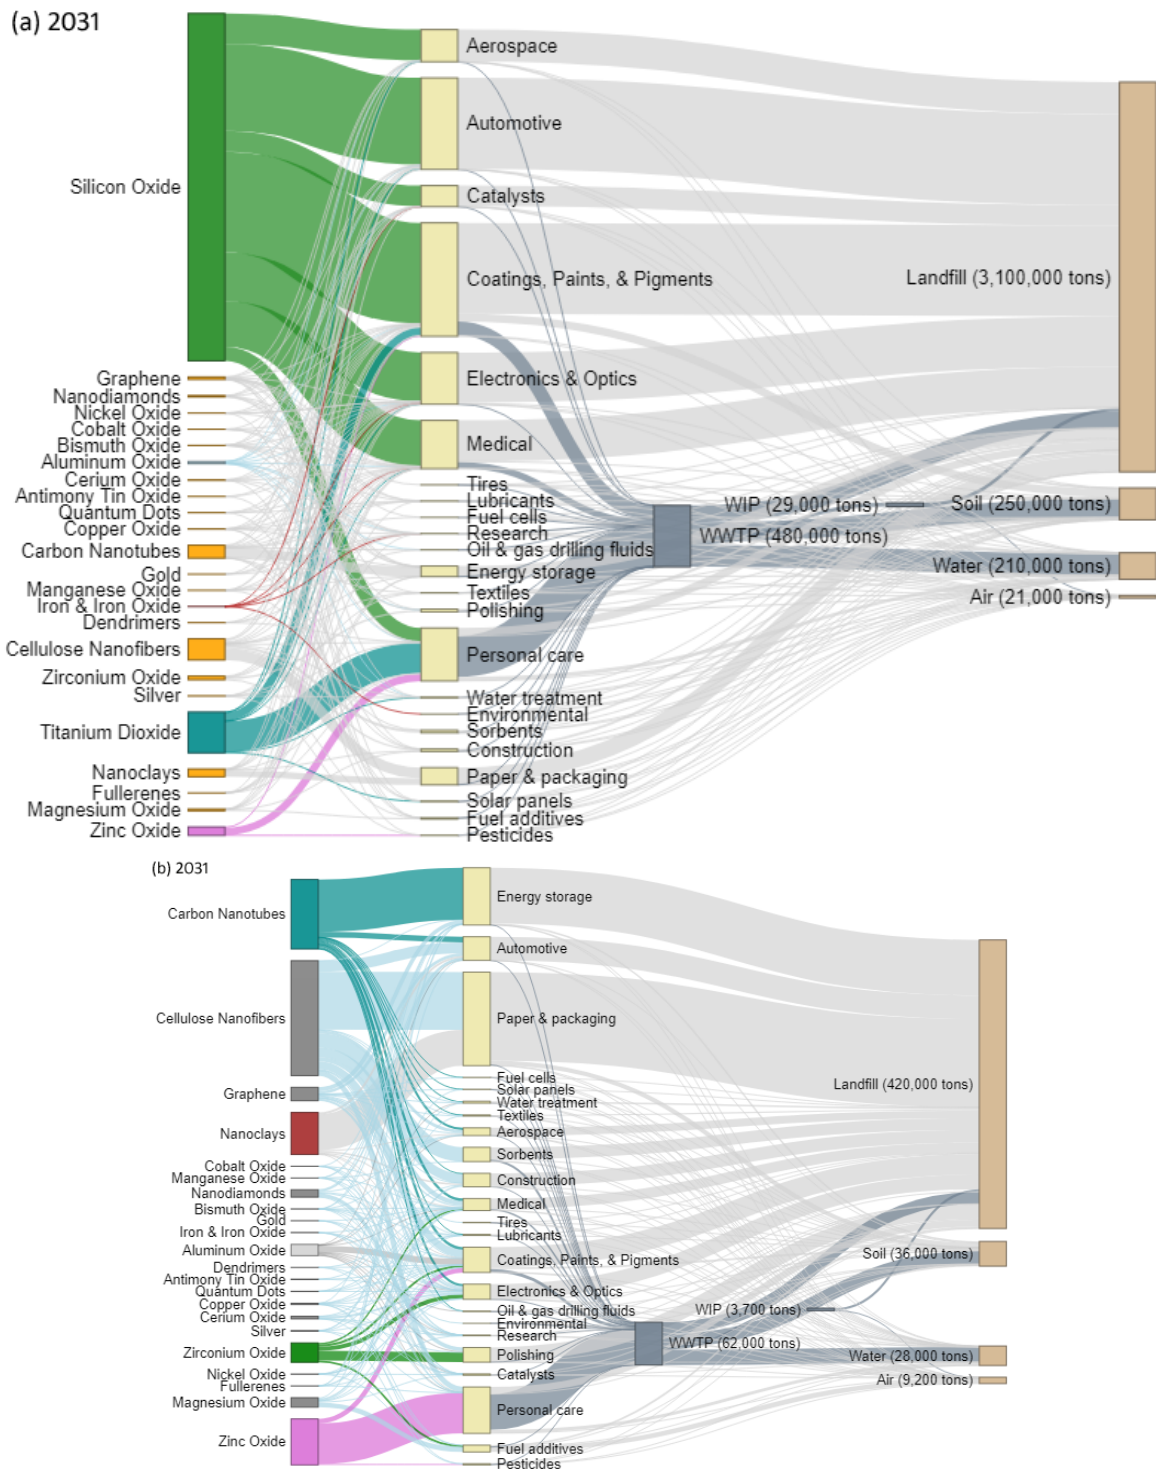 (a) 2031
Silicon Oxide
Graphene
Nanodiamonds
Nickel Oxide
Cobalt Oxide
Bismuth Oxide
Aluminum Oxide
Cerium Oxide
Antimony Tin Oxide
Quantum Dots
Copper Oxide
Carbon Nanotubes
Gold
Manganese Oxide
Iron & Iron Oxide
Dendrimers
Cellulose Nanofibers
Zirconium Oxide
Silver
Titanium Dioxide
Nanoclays
Fullerenes
Magnesium Oxide
Zinc Oxide
Aerospace
Automotive
Catalysts
Coatings, Paints, & Pigments
Electronics & Optics
Medical
Tires
Lubricants
Fuel cells
Research
Oil & gas drilling fluids
Energy storage
Textiles
Polishing
Personal care
Water treatment
Environmental
Sorbents
Construction
Paper & packaging
Solar panels
Fuel additives
Pesticides
WIP (29,000 tons)
WWTP (480,000 tons)
Landfill (3,100,000 tons)
Soil (250,000 tons)
Water (210,000 tons)
Air (21,000 tons)
(b) 2031
Carbon Nanotubes
Cellulose Nanofibers
Graphene
Nanoclays
Cobalt Oxide
Manganese Oxide
Nanodiamonds
Bismuth Oxide
Gold
Iron & Iron Oxide
Aluminum Oxide
Dendrimers
Antimony Tin Oxide
Quantum Dots
Copper Oxide
Cerium Oxide
Silver
Zirconium Oxide
Nickel Oxide
Fullerenes
Magnesium Oxide
Zinc Oxide
Energy storage
Automotive
Paper & packaging
Fuel cells
Solar panels
Water treatment
Textiles
Aerospace
Sorbents
Construction
Medical
Tires
Lubricants
Coatings, Paints, & Pigments
Electronics & Optics
Oil & gas drilling fluids
Environmental
Research
Polishing
Catalysts
Personal care
Fuel additives
Pesticides
WIP (3,700 tons)
WWTP (62,000 tons)
Landfill (420,000 tons)
Soil (36,000 tons)
Water (28,000 tons)
Air (9,200 tons)